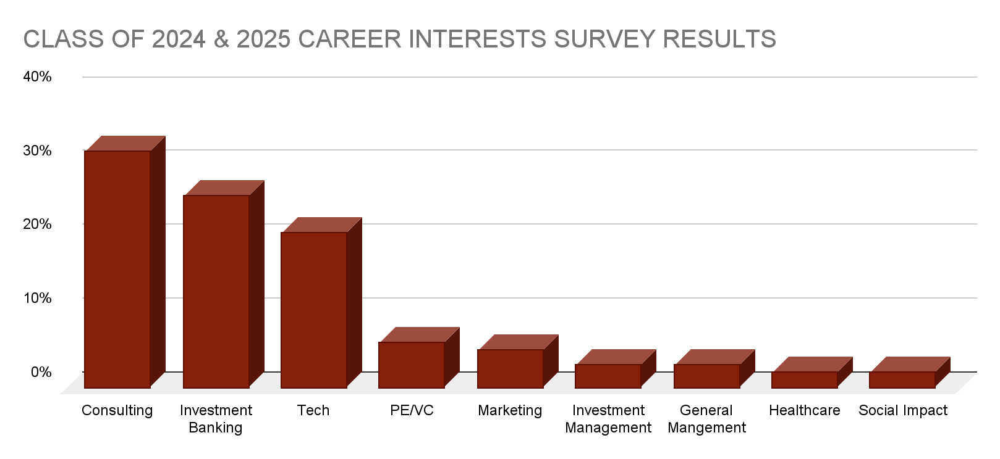 CLASS OF 2024 & 2025 CAREER INTERESTS SURVEY RESULTS
40%
30%
20%
10%
0%
Consulting
Investment
Banking
Tech
PE/VC
Marketing
Investment
Management
General
Mangement
Healthcare
Social Impact